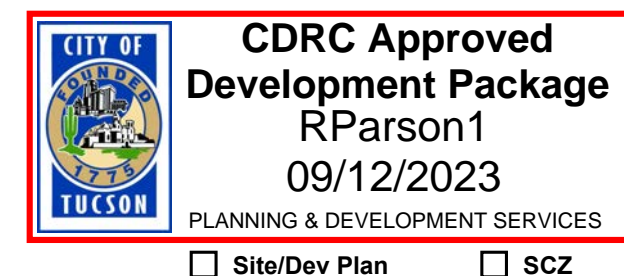 CITY OF
FOUNDED
1775
TUCSON
CDRC Approved
Development Package
RParson1
09/12/2023
PLANNING & DEVELOPMENT SERVICES
☐ Site/Dev Plan ☐ SCZ